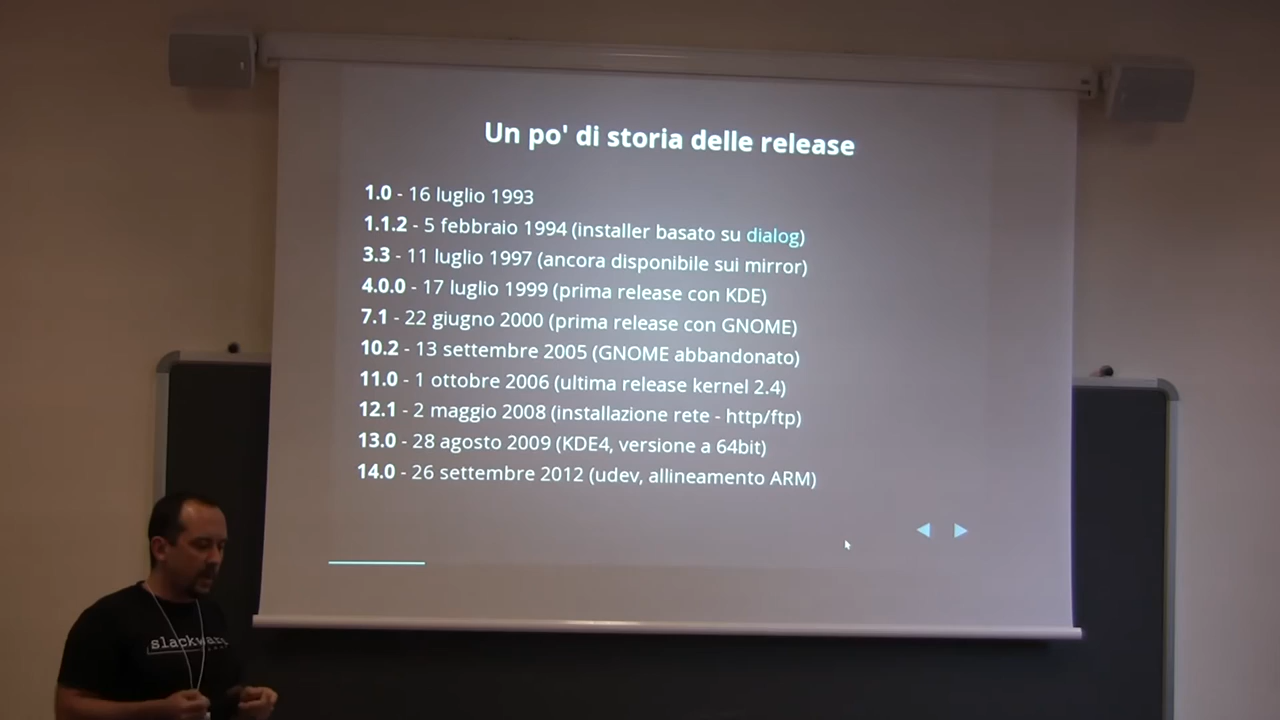 Un po' di storia delle release
1.0 - 16 luglio 1993
1.1.2 - 5 febbraio 1994 (installer basato su dialog)
3.3 - 11 luglio 1997 (ancora disponibile sui mirror)
4.0.0 - 17 luglio 1999 (prima release con KDE)
7.1 - 22 giugno 2000 (prima release con GNOME)
10.2 - 13 settembre 2005 (GNOME abbandonato)
11.0 - 1 ottobre 2006 (ultima release kernel 2.4)
12.1 - 2 maggio 2008 (installazione rete - http/ftp)
13.0 - 28 agosto 2009 (KDE4, versione a 64bit)
14.0 - 26 settembre 2012 (udev, allineamento ARM)
slackware